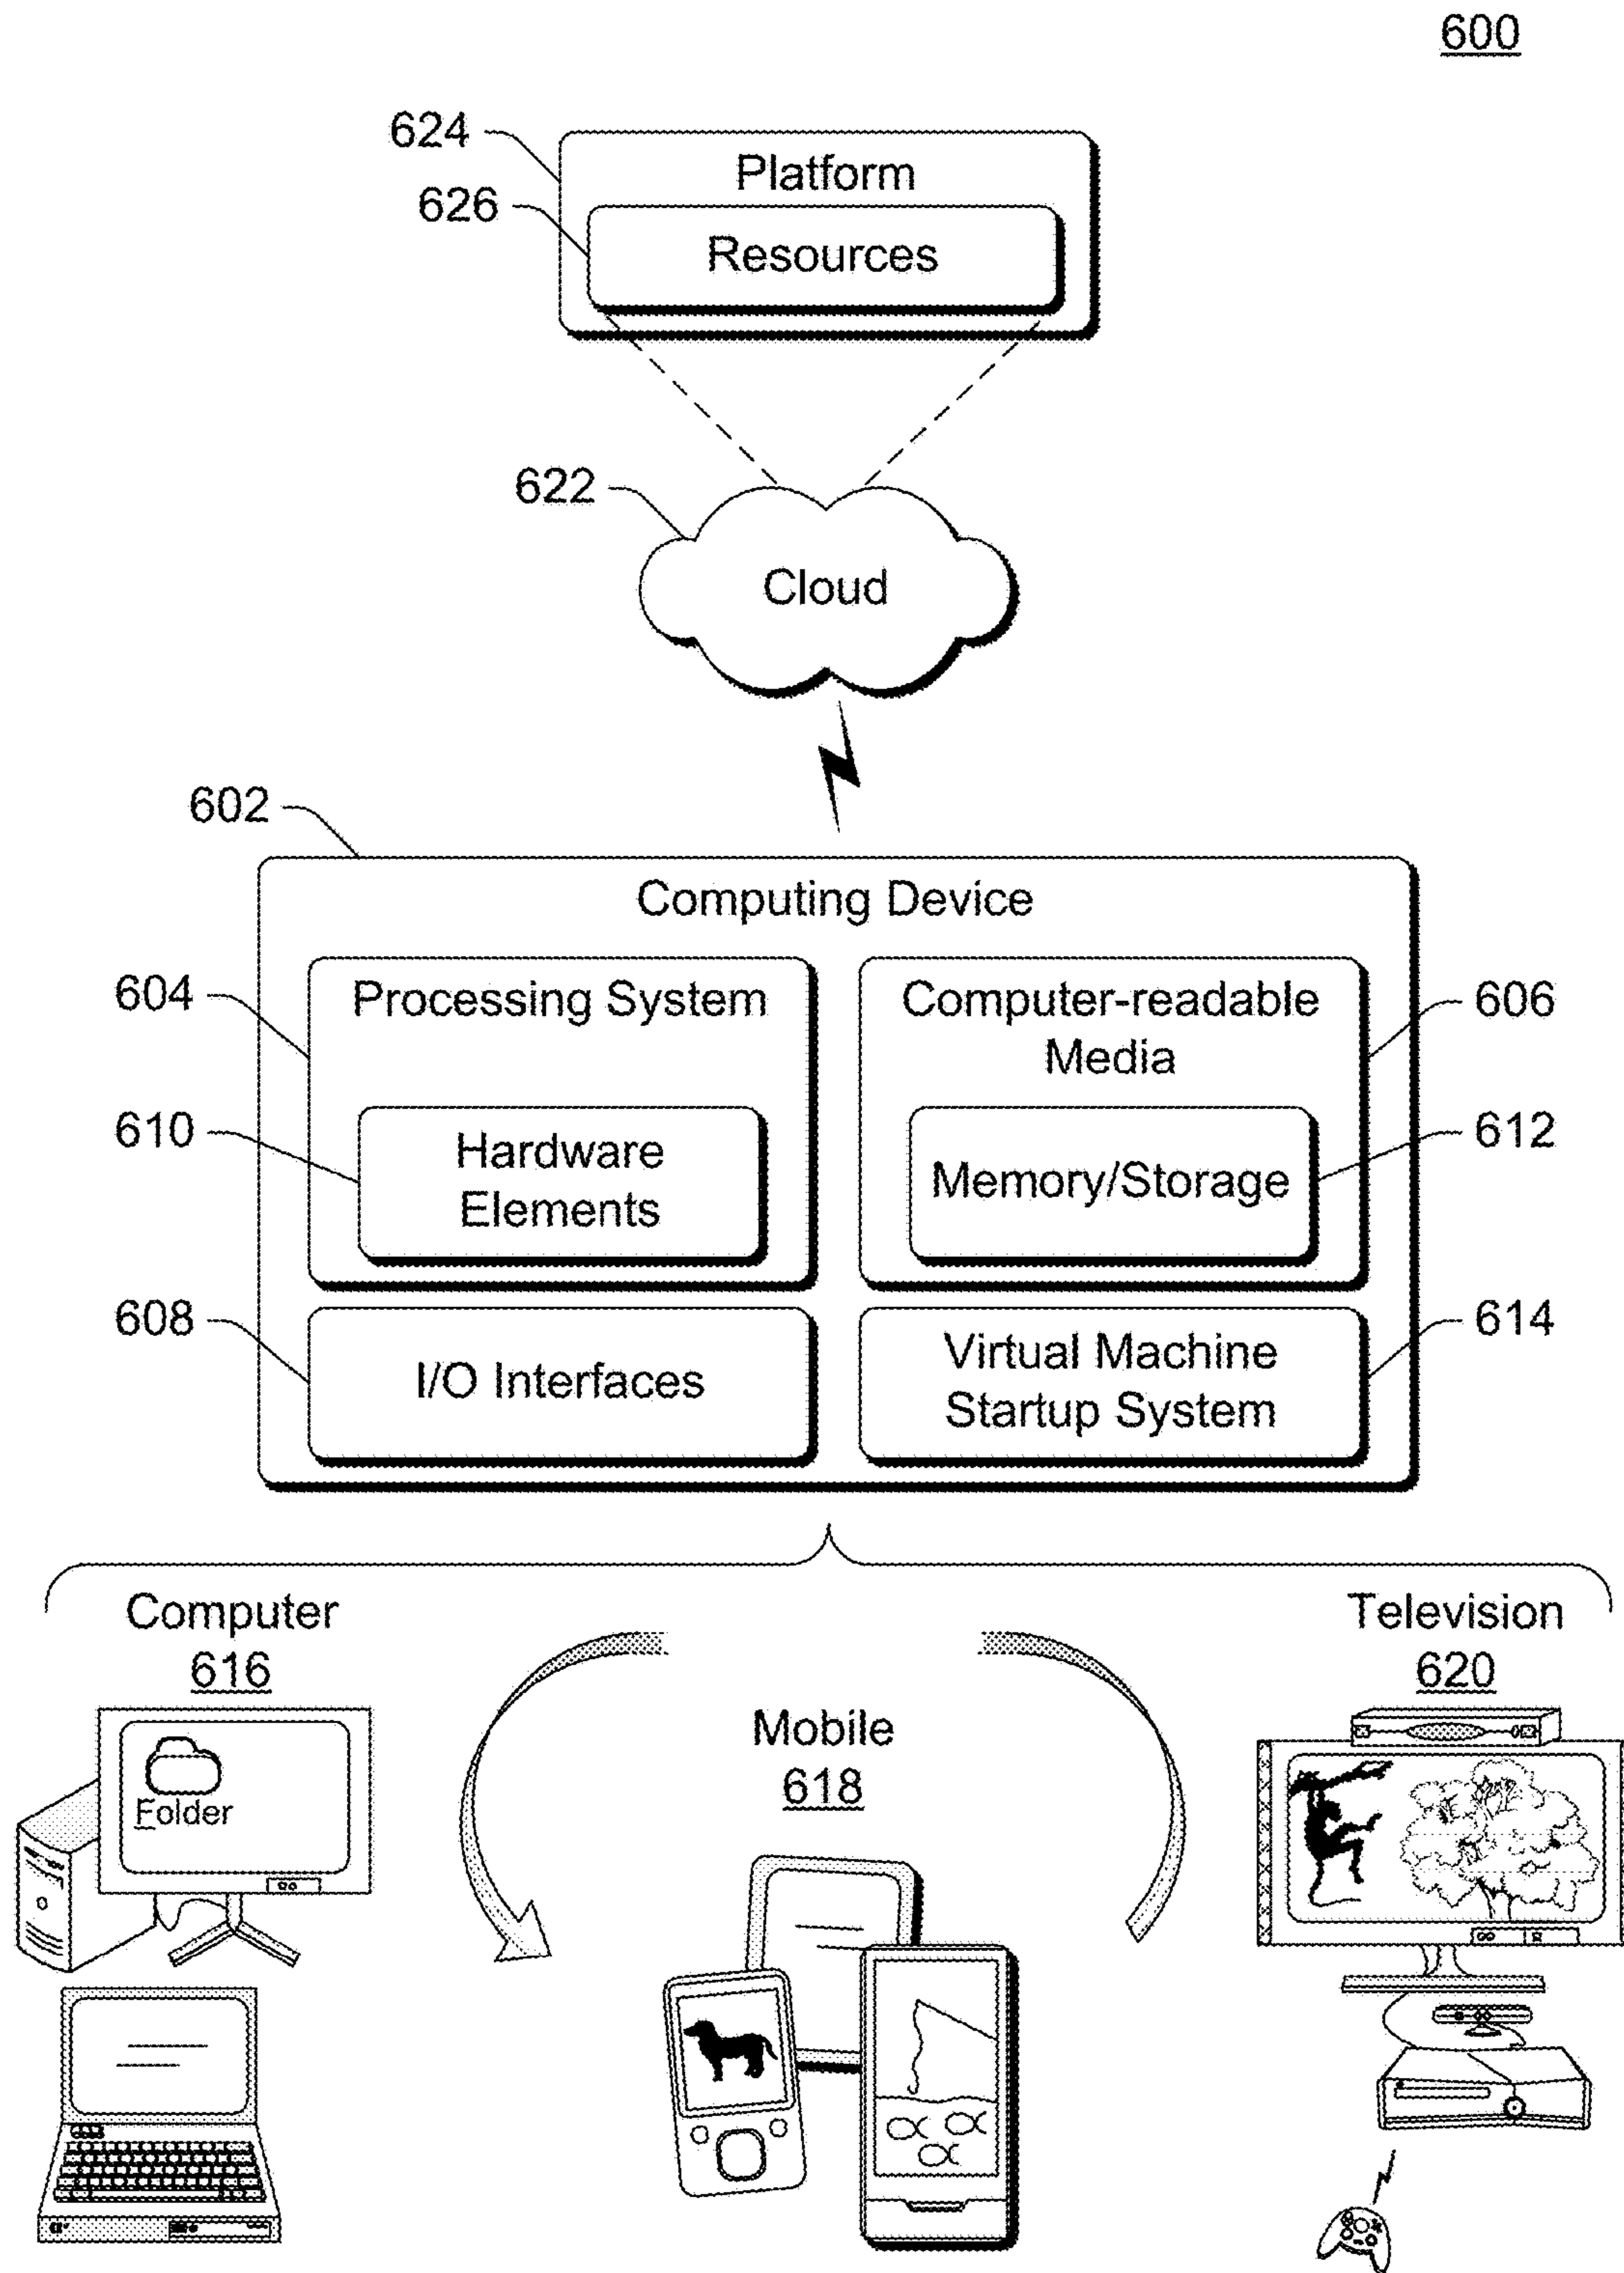 600
624
Platform
626
Resources
622
Cloud
602
Computing Device
604
Processing System
Computer-readable
Media
606
610
Hardware
Elements
Memory/Storage
612
608
I/O Interfaces
Virtual Machine
Startup System
614
Computer
616
Television
620
Mobile
618
Folder